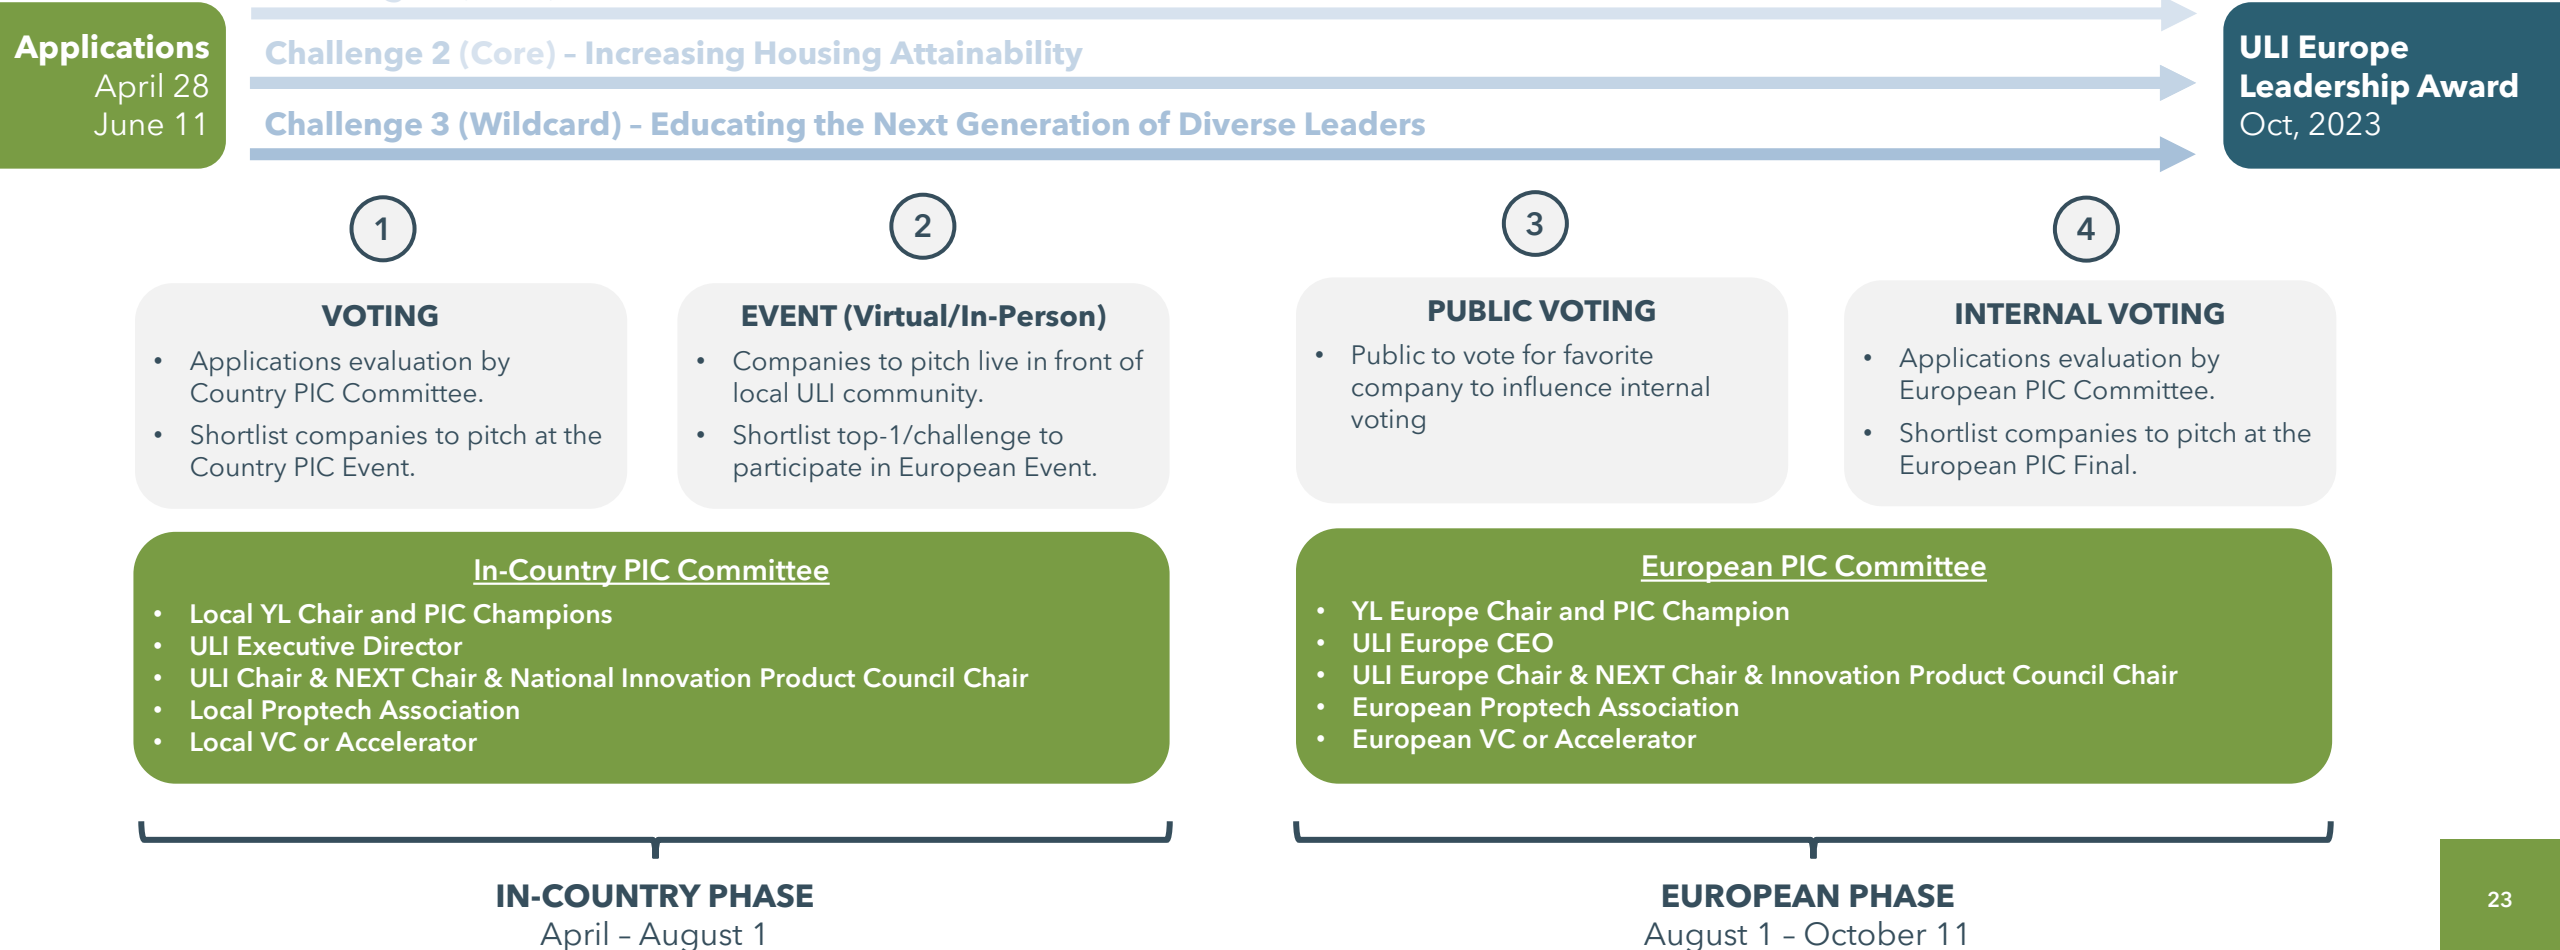 Applications
April 28
June 11
Challenge 2 (Core) – Increasing Housing Attainability
Challenge 3 (Wildcard) – Educating the Next Generation of Diverse Leaders
ULI Europe
Leadership Award
Oct, 2023
1
2
3
4
VOTING
• Applications evaluation by
Country PIC Committee.
• Shortlist companies to pitch at the
Country PIC Event.
EVENT (Virtual/In-Person)
• Companies to pitch live in front of
local ULI community.
• Shortlist top-1/challenge to
participate in European Event.
PUBLIC VOTING
• Public to vote for favorite
company to influence internal
voting
INTERNAL VOTING
• Applications evaluation by
European PIC Committee.
• Shortlist companies to pitch at the
European PIC Final.
In-Country PIC Committee
• Local YL Chair and PIC Champions
• ULI Executive Director
• ULI Chair & NEXT Chair & National Innovation Product Council Chair
• Local Proptech Association
• Local VC or Accelerator
European PIC Committee
• YL Europe Chair and PIC Champion
• ULI Europe CEO
• ULI Europe Chair & NEXT Chair & Innovation Product Council Chair
• European Proptech Association
• European VC or Accelerator
IN-COUNTRY PHASE
April – August 1
EUROPEAN PHASE
August 1 – October 11
23